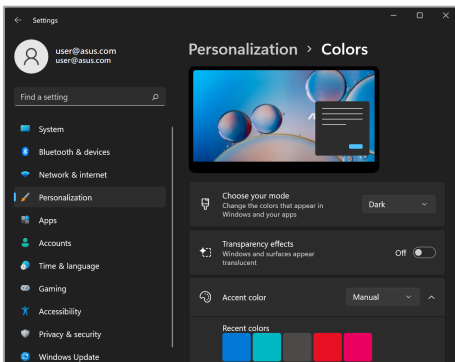 Settings
user@asus.com
user@asus.com
Find a setting
System
Bluetooth & devices
Network & internet
Personalization
Apps
Accounts
Time & language
Gaming
Accessibility
Privacy & security
Windows Update
Personalization > Colors
Choose your mode
Change the colors that appear in
Windows and your apps
Dark
Transparency effects
Windows and surfaces appear
translucent
Off
Accent color
Manual
Recent colors